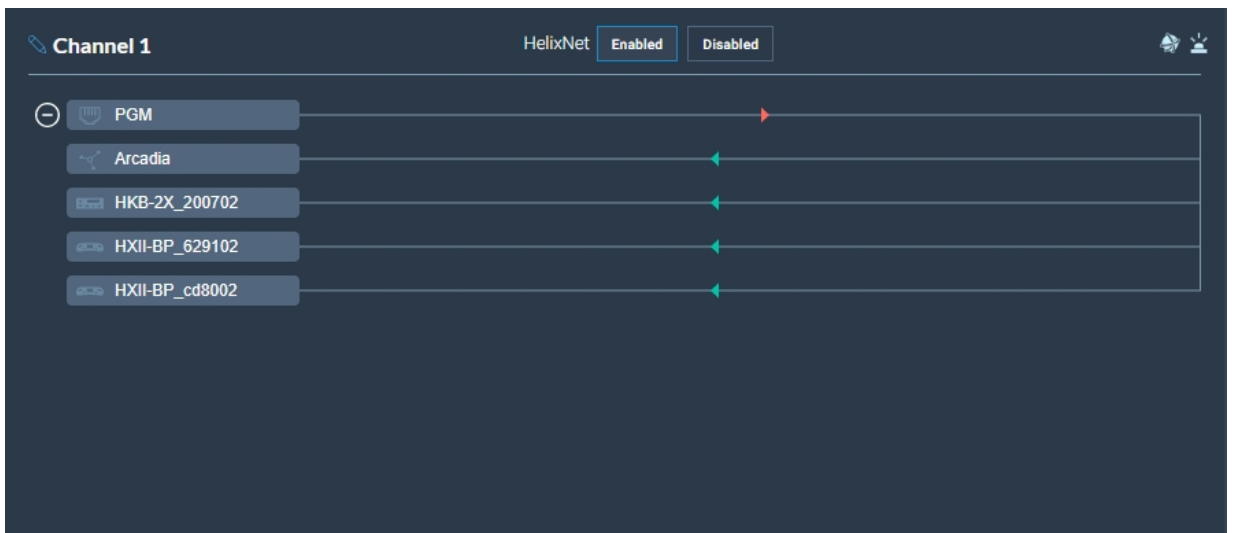 Channel 1 HelixNet Enabled Disabled
PGM
Arcadia
HKB-2X_200702
HXII-BP_629102
HXII-BP_cd8002